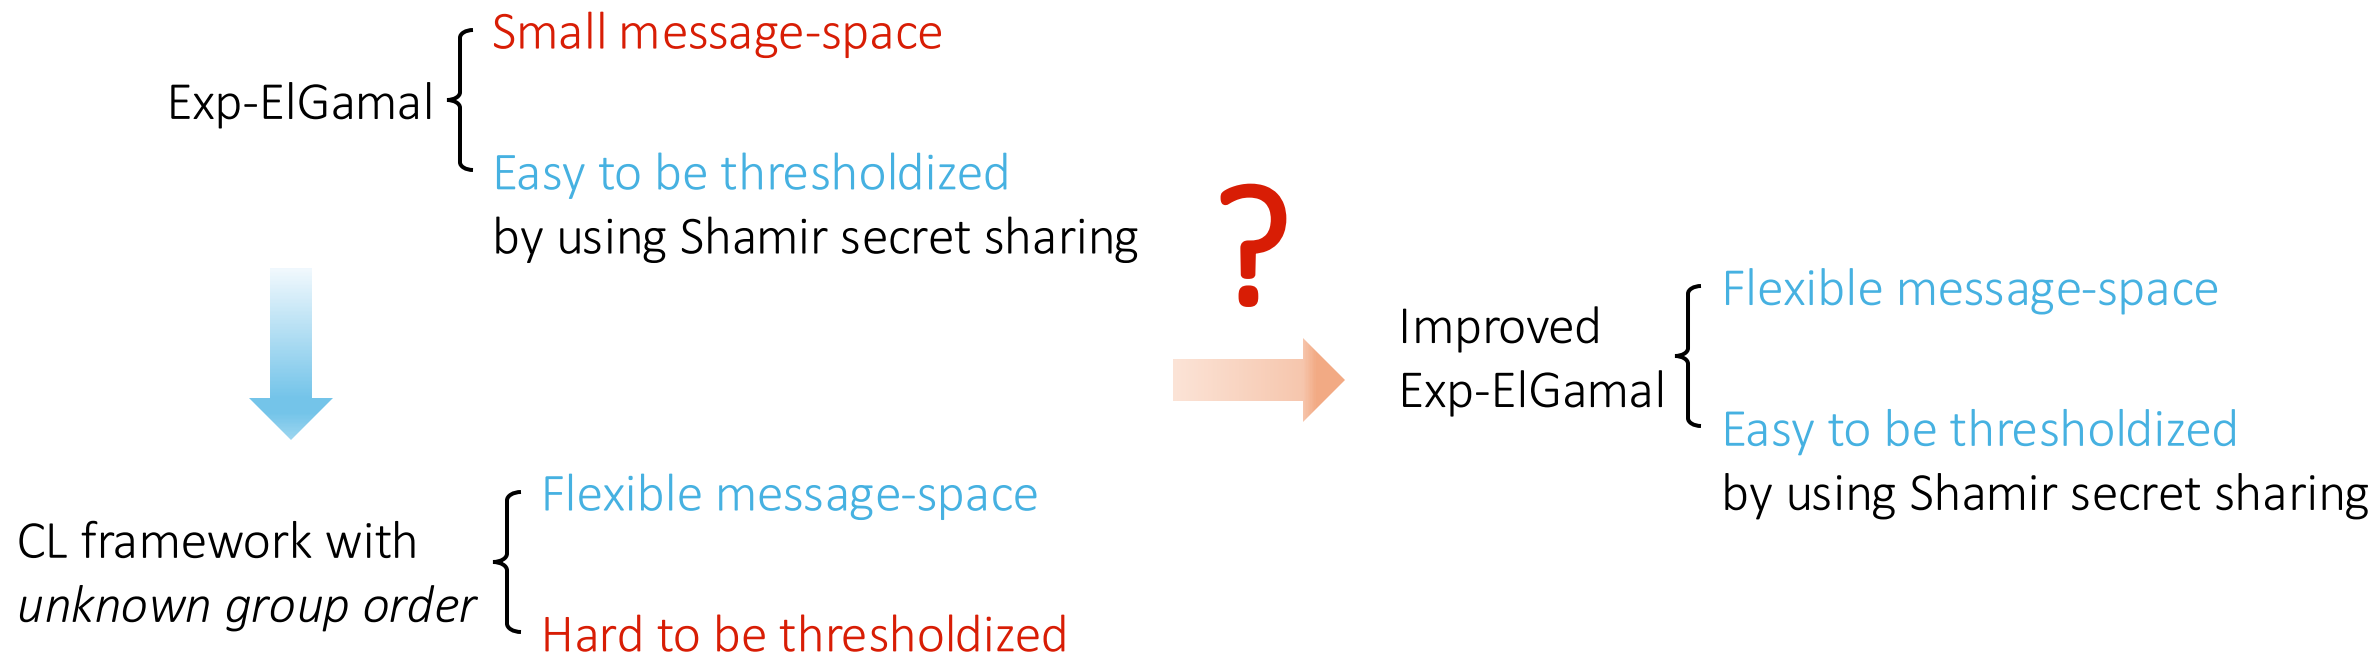 Small message-space
Exp-ElGamal
Easy to be thresholdized
by using Shamir secret sharing
?
Flexible message-space
Improved
Exp-ElGamal
Easy to be thresholdized
by using Shamir secret sharing
Flexible message-space
CL framework with
unknown group order
Hard to be thresholdized